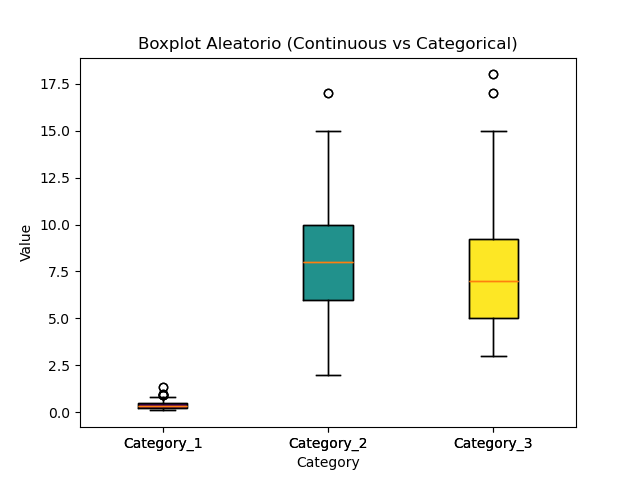 Boxplot Aleatorio (Continuous vs Categorical)
17.5
15.0
12.5
10.0
7.5
5.0
2.5
0.0
Value
Category_1 Category_2 Category_3
Category